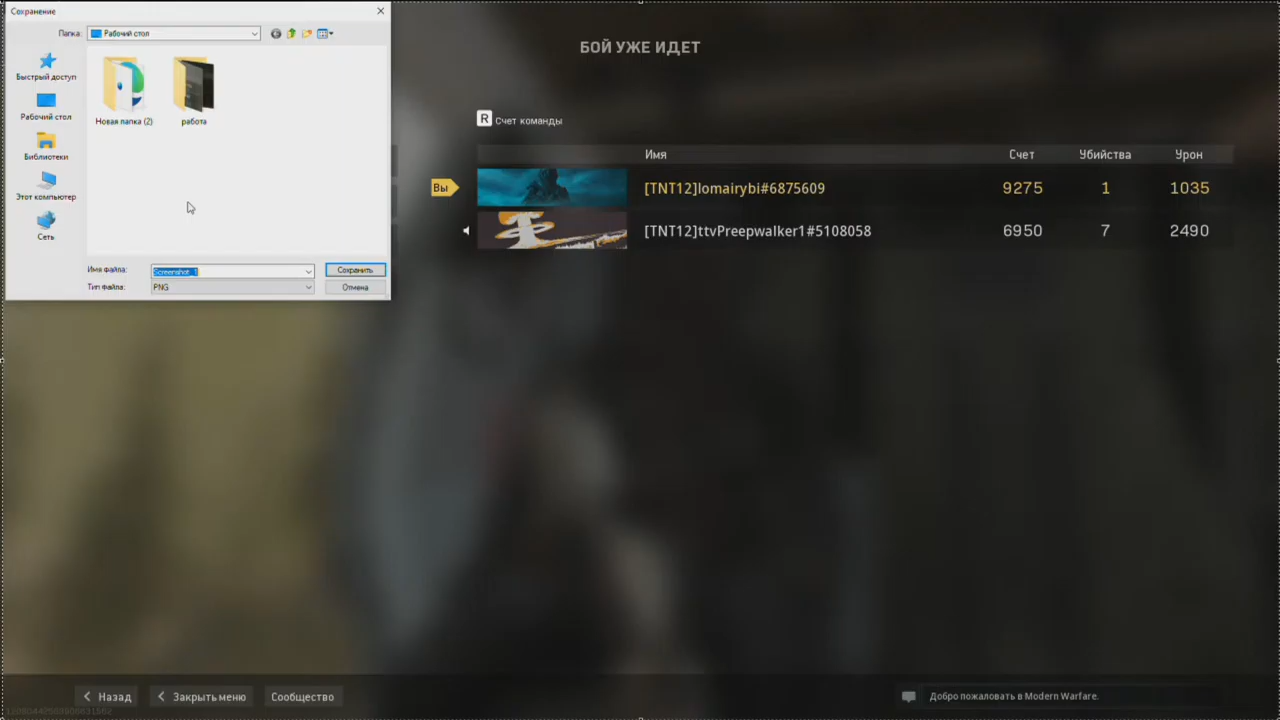 Сохранение
Папка: Рабочий стол
Быстрый доступ
Рабочий стол
Библиотеки
Этот компьютер
Сеть
Новая папка (2)
работа
Имя файла: Screenshot_1
Сохранить
Тип файла: PNG
Отмена
БОЙ УЖЕ ИДЕТ
R Счет команды
Имя Счет Убийства Урон
Вы [TNT12]lomairybi#6875609 9275 1 1035
[TNT12]ttvPreepwalker1#5108058 6950 7 2490
Назад Закрыть меню Сообщество
Добро пожаловать в Modern Warfare.